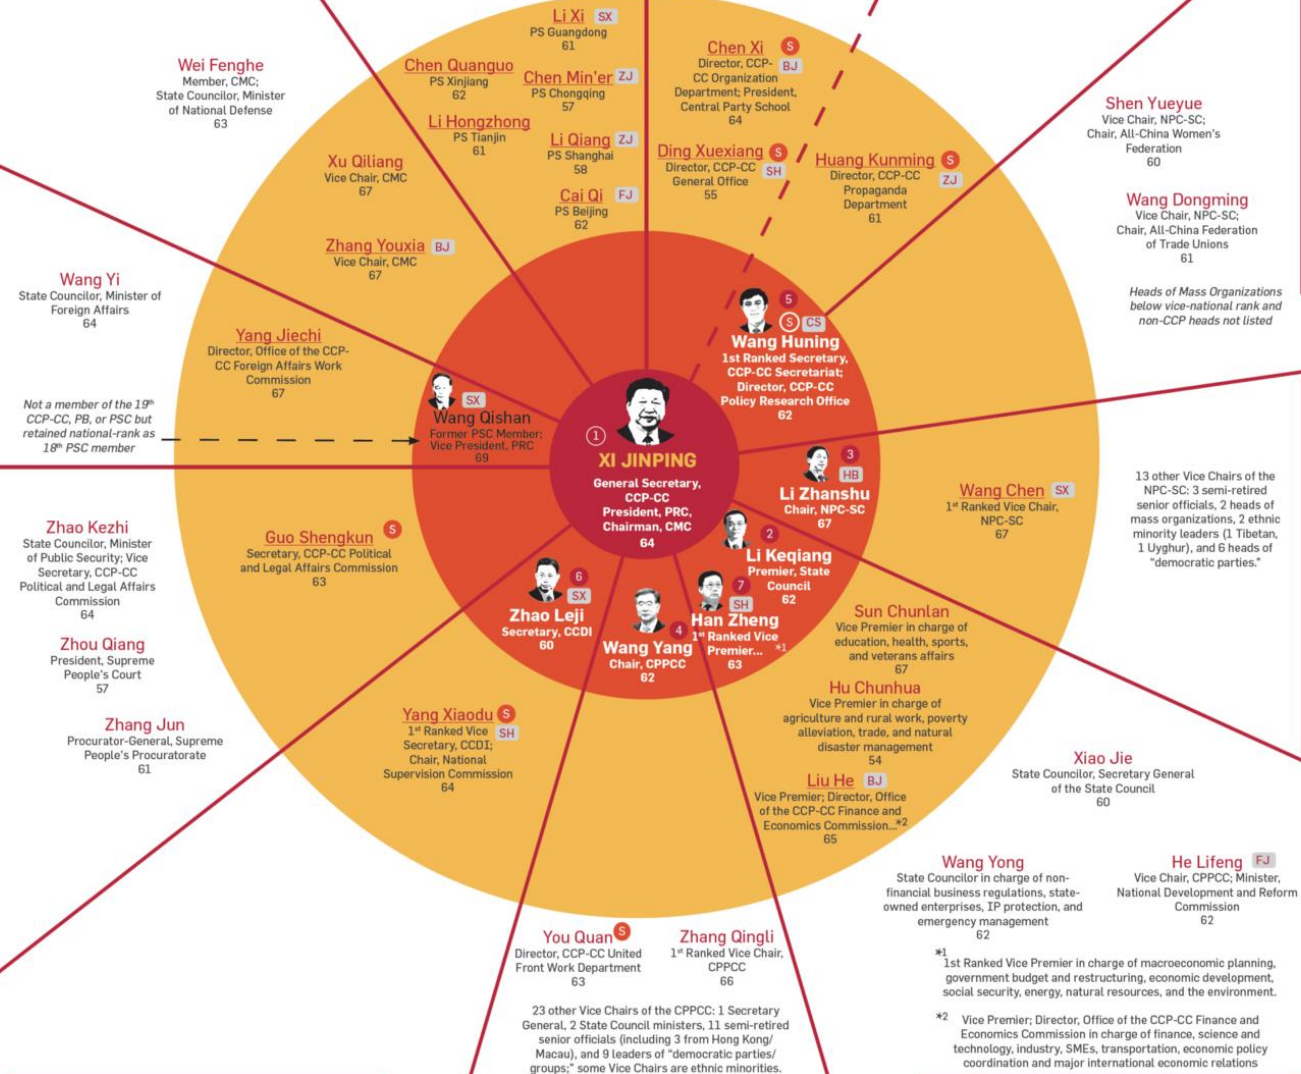 Li Xi SX
PS Guangdong
61
Chen Quanguo
PS Xinjiang
62
Chen Min'er ZJ
PS Chongqing
57
Li Hongzhong
PS Tianjin
61
Li Qiang ZJ
PS Shanghai
58
Cai Qi FJ
PS Beijing
62
Chen Xi S
Director, CCP- BJ
CC Organization
Department; President,
Central Party School
64
Ding Xuexiang S
Director, CCP-CC SH
General Office
55
Huang Kunming S
Director, CCP-CC ZJ
Propaganda
Department
61
Wei Fenghe
Member, CMC;
State Councilor, Minister
of National Defense
63
Xu Qiliang
Vice Chair, CMC
67
Zhang Youxia BJ
Vice Chair, CMC
67
Shen Yueyue
Vice Chair, NPC-SC;
Chair, All-China Women's
Federation
60
Wang Dongming
Vice Chair, NPC-SC;
Chair, All-China Federation
of Trade Unions
61
Heads of Mass Organizations
below vice-national rank and
non-CCP heads not listed
Wang Yi
State Councilor, Minister of
Foreign Affairs
64
Yang Jiechi
Director, Office of the CCP-
CC Foreign Affairs Work
Commission
67
Not a member of the 19th
CCP-CC, PB, or PSC but
retained national-rank as
18th PSC member
SX
Wang Qishan
Former PSC Member;
Vice President, PRC
69
5
S CS
Wang Huning
1st Ranked Secretary,
CCP-CC Secretariat;
Director, CCP-CC
Policy Research Office
62
1
XI JINPING
General Secretary,
CCP-CC
President, PRC,
Chairman, CMC
64
3
HB
Li Zhanshu
Chair, NPC-SC
67
Wang Chen SX
1st Ranked Vice Chair,
NPC-SC
67
13 other Vice Chairs of the
NPC-SC: 3 semi-retired
senior officials, 2 heads of
mass organizations, 2 ethnic
minority leaders (1 Tibetan,
1 Uyghur), and 6 heads of
"democratic parties."
2
Li Keqiang
Premier, State
Council
62
7
SH
Han Zheng
1st Ranked Vice
Premier... *1
63
4
Wang Yang
Chair, CPPCC
62
6
SX
Zhao Leji
Secretary, CCDI
60
Zhao Kezhi
State Councilor, Minister
of Public Security; Vice
Secretary, CCP-CC
Political and Legal Affairs
Commission
64
Guo Shengkun S
Secretary, CCP-CC Political
and Legal Affairs Commission
63
Zhou Qiang
President, Supreme
People's Court
57
Zhang Jun
Procurator-General, Supreme
People's Procuratorate
61
Yang Xiaodu S
1st Ranked Vice SH
Secretary, CCDI;
Chair, National
Supervision Commission
64
Sun Chunlan
Vice Premier in charge of
education, health, sports,
and veterans affairs
67
Hu Chunhua
Vice Premier in charge of
agriculture and rural work, poverty
alleviation, trade, and natural
disaster management
54
Liu He BJ
Vice Premier; Director, Office
of the CCP-CC Finance and
Economics Commission...*2
65
Xiao Jie
State Councilor, Secretary General
of the State Council
60
Wang Yong
State Councilor in charge of non-
financial business regulations, state-
owned enterprises, IP protection, and
emergency management
62
He Lifeng FJ
Vice Chair, CPPCC; Minister,
National Development and Reform
Commission
62
You Quan S
Director, CCP-CC United
Front Work Department
63
Zhang Qingli
1st Ranked Vice Chair,
CPPCC
66
23 other Vice Chairs of the CPPCC: 1 Secretary
General, 2 State Council ministers, 11 semi-retired
senior officials (including 3 from Hong Kong/
Macau), and 9 leaders of "democratic parties/
groups;" some Vice Chairs are ethnic minorities.
*1
1st Ranked Vice Premier in charge of macroeconomic planning,
government budget and restructuring, economic development,
social security, energy, natural resources, and the environment.
*2 Vice Premier; Director, Office of the CCP-CC Finance and
Economics Commission in charge of finance, science and
technology, industry, SMEs, transportation, economic policy
coordination and major international economic relations